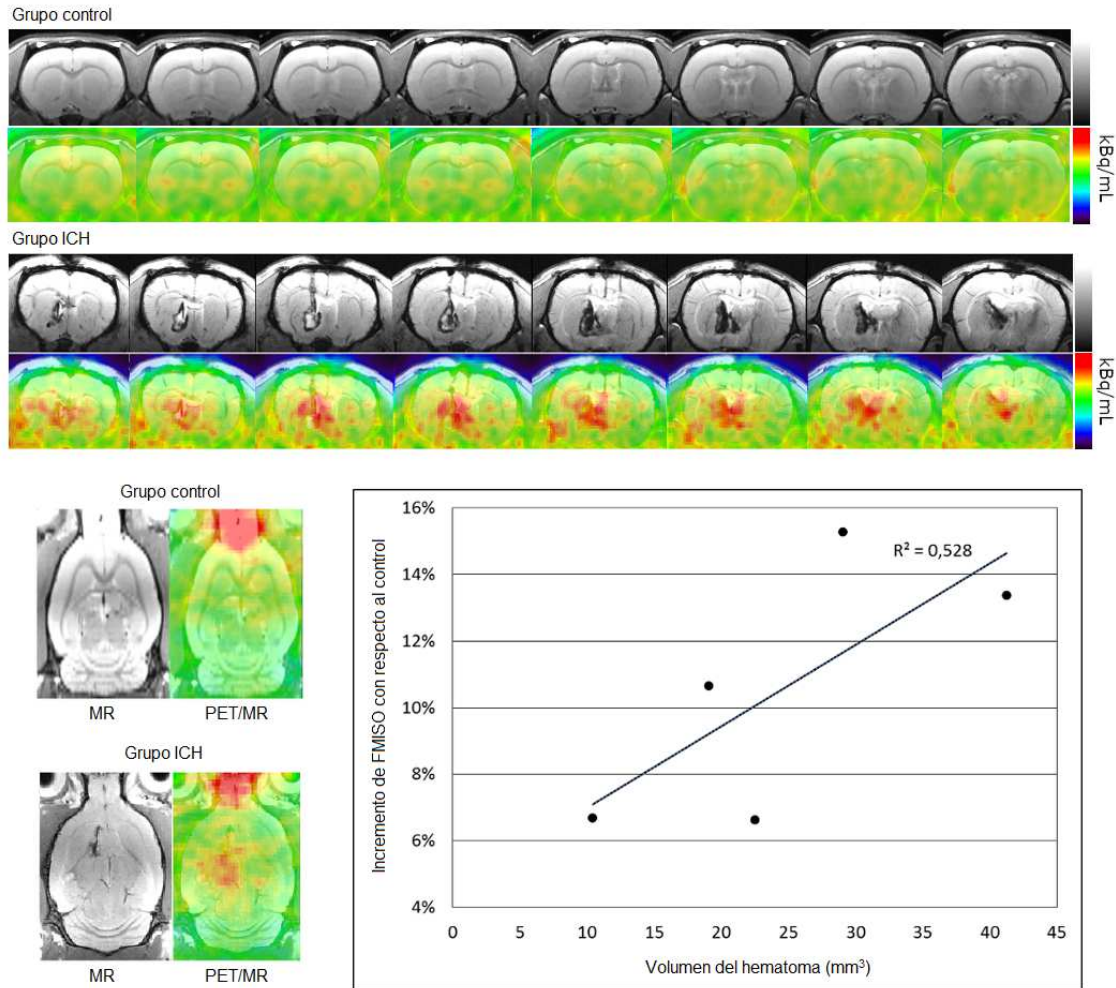 Grupo control
kBq/mL
Grupo ICH
kBq/mL
Grupo control
MR
PET/MR
Grupo ICH
MR
PET/MR
Incremento de FMISO con respecto al control
16%
14%
12%
10%
8%
6%
4%
R² = 0,528
0 5 10 15 20 25 30 35 40 45
Volumen del hematoma (mm³)